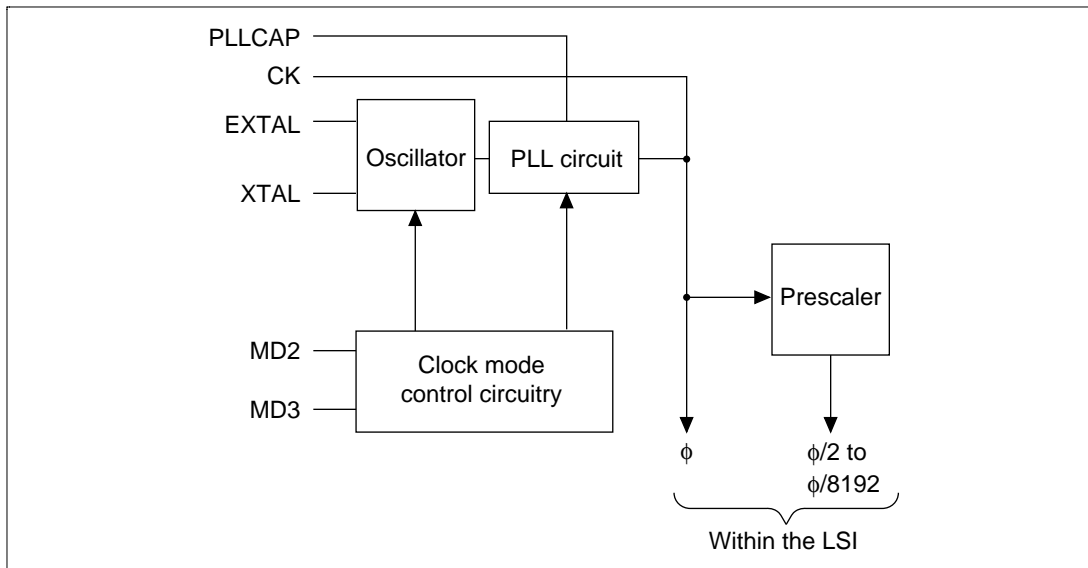 PLLCAP
CK
EXTAL
XTAL
Oscillator
PLL circuit
Prescaler
MD2
MD3
Clock mode
control circuitry
ϕ
ϕ/2 to
ϕ/8192
Within the LSI